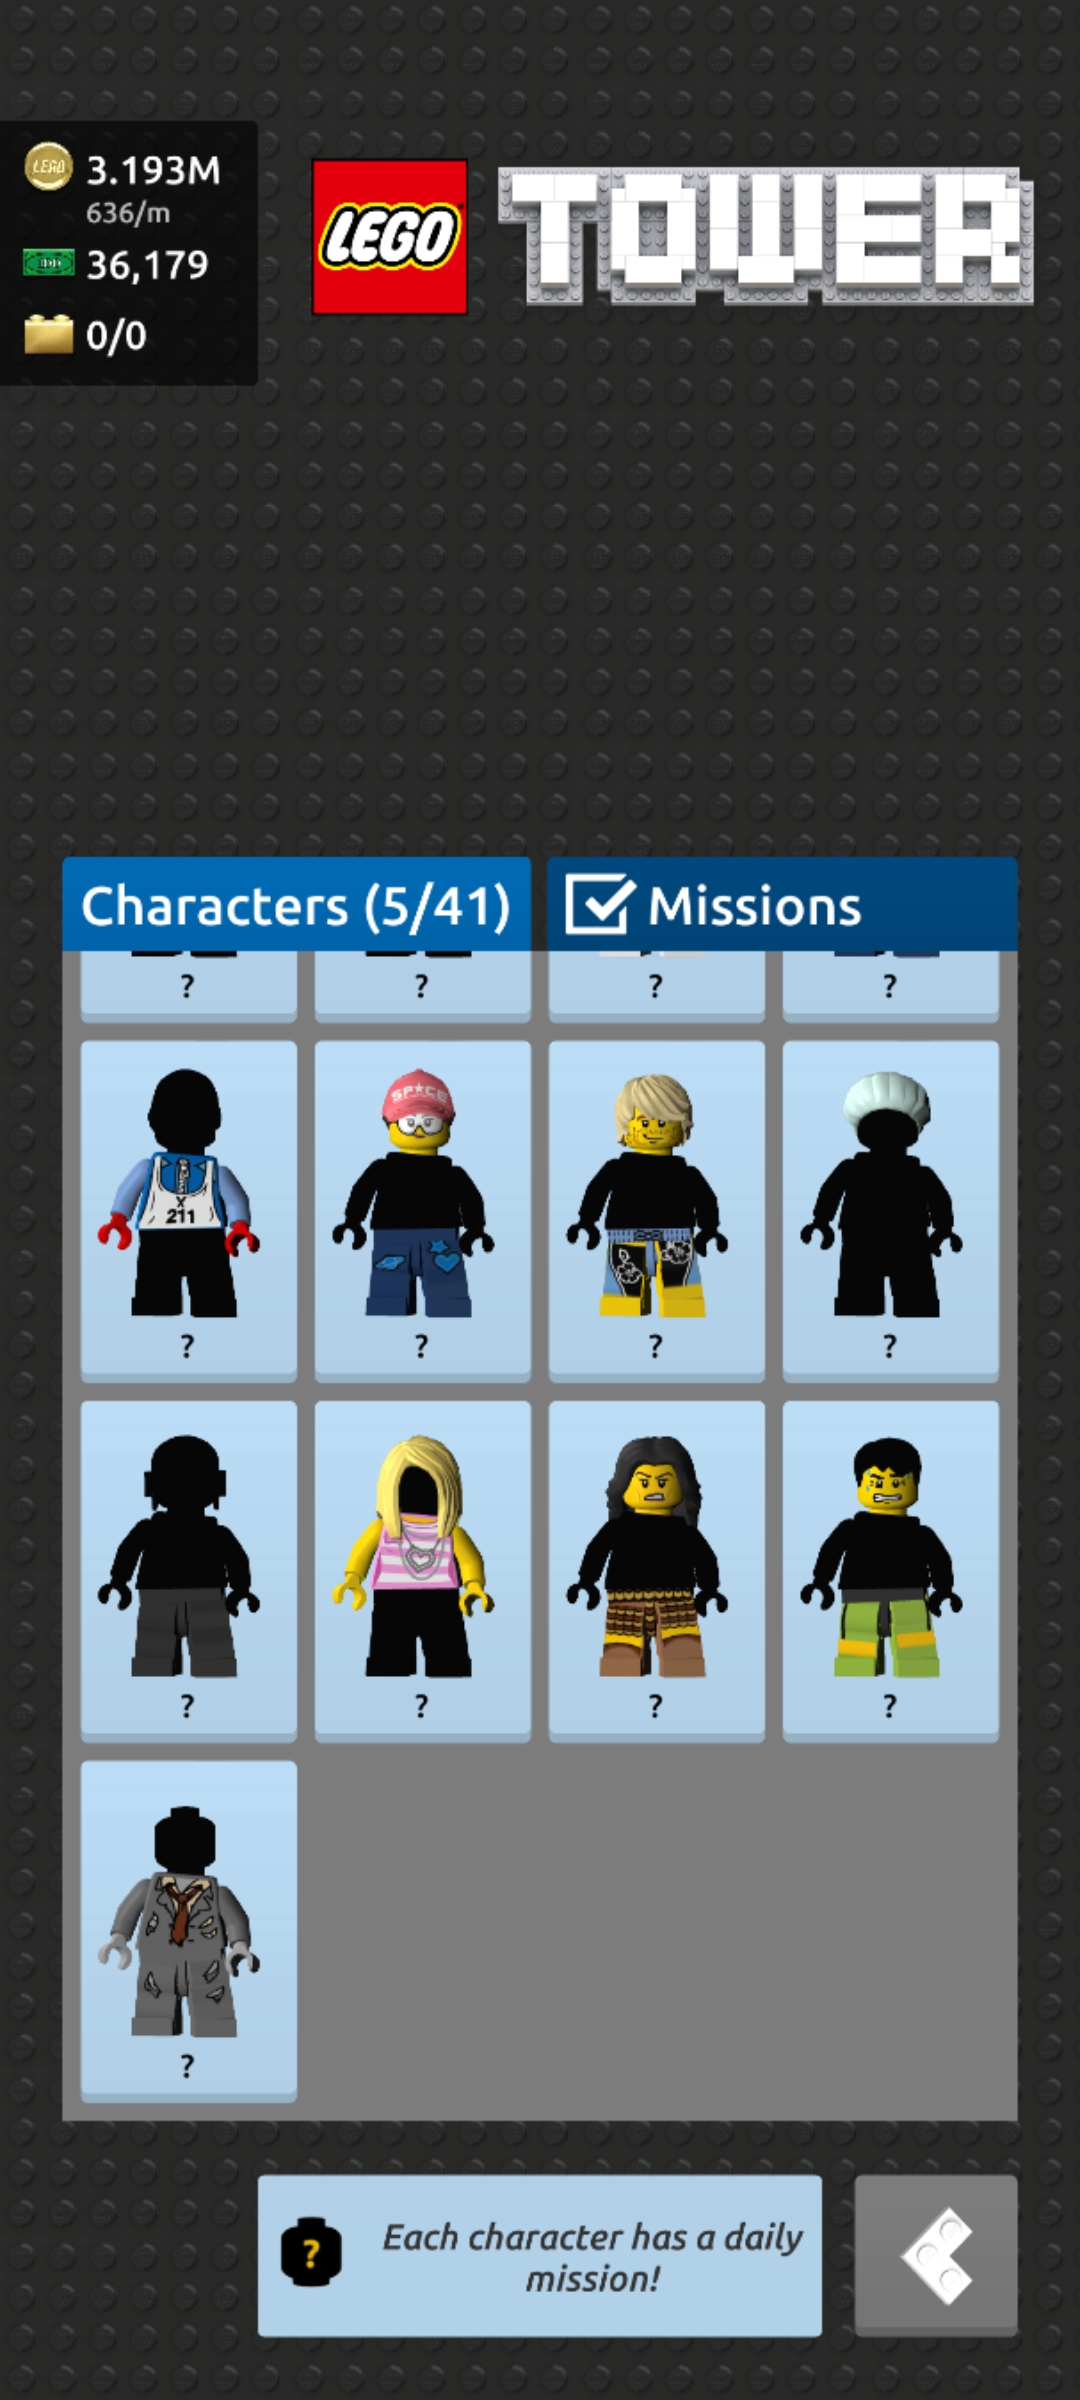 LEGO
3.193M
636/m
36,179
0/0
LEGO
TOWER
Characters (5/41)
Missions
? ? ? ?
SPACE
X
211
? ? ? ?
? ? ? ?
?
?
Each character has a daily
mission!